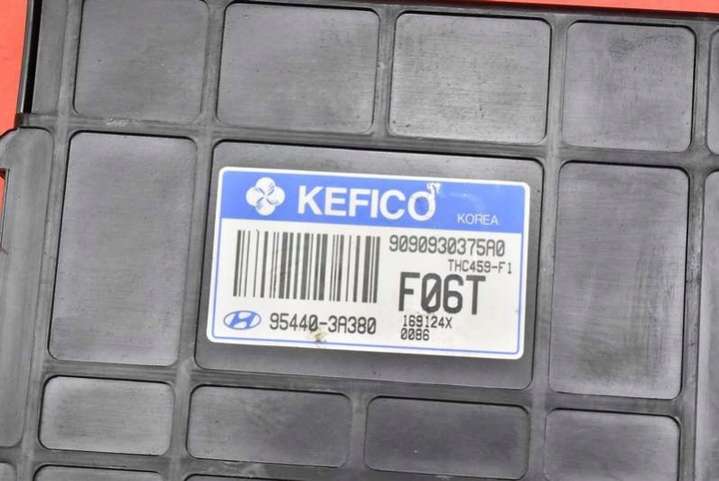 KEFICO KOREA
9090930375A0
THC459-F1
F06T
95440-3A380
169124X
0086